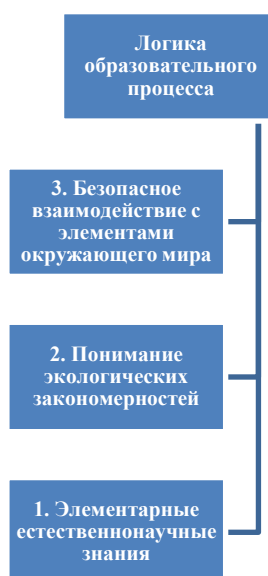 Логика
образовательного
процесса
3. Безопасное
взаимодействие с
элементами
окружающего мира
2. Понимание
экологических
закономерностей
1. Элементарные
естественнонаучные
знания